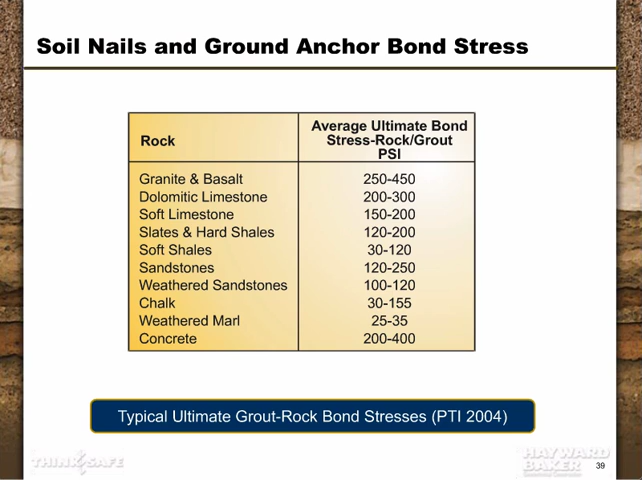 Soil Nails and Ground Anchor Bond Stress
Rock
Average Ultimate Bond
Stress-Rock/Grout
PSI
Granite & Basalt 250-450
Dolomitic Limestone 200-300
Soft Limestone 150-200
Slates & Hard Shales 120-200
Soft Shales 30-120
Sandstones 120-250
Weathered Sandstones 100-120
Chalk 30-155
Weathered Marl 25-35
Concrete 200-400
Typical Ultimate Grout-Rock Bond Stresses (PTI 2004)
THINK SAFE
HAYWARD
BAKER
39